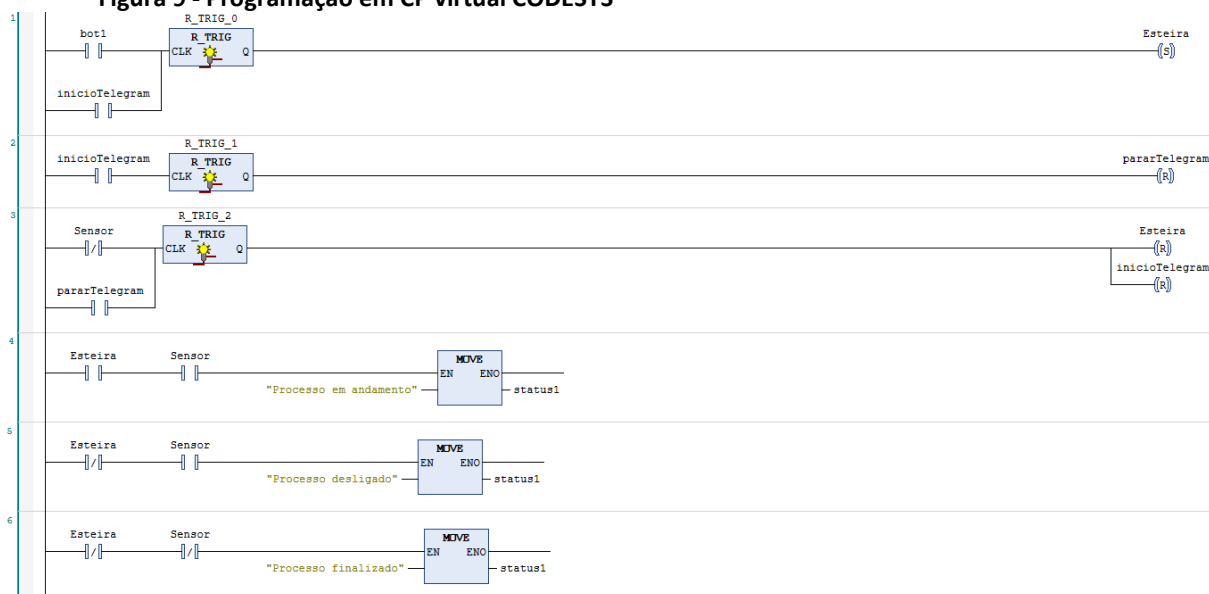 Figura 9 - Programação em CP virtual CODESYS
1
R_TRIG_0
bot1
R_TRIG
Esteira
CLK
Q
S
inicioTelegram
2
R_TRIG_1
inicioTelegram
R_TRIG
pararTelegram
CLK
Q
R
3
R_TRIG_2
Sensor
R_TRIG
Esteira
CLK
Q
R
inicioTelegram
pararTelegram
R
4
Esteira
Sensor
MOVE
EN ENO
"Processo em andamento"
status1
5
Esteira
Sensor
MOVE
EN ENO
"Processo desligado"
status1
6
Esteira
Sensor
MOVE
EN ENO
"Processo finalizado"
status1